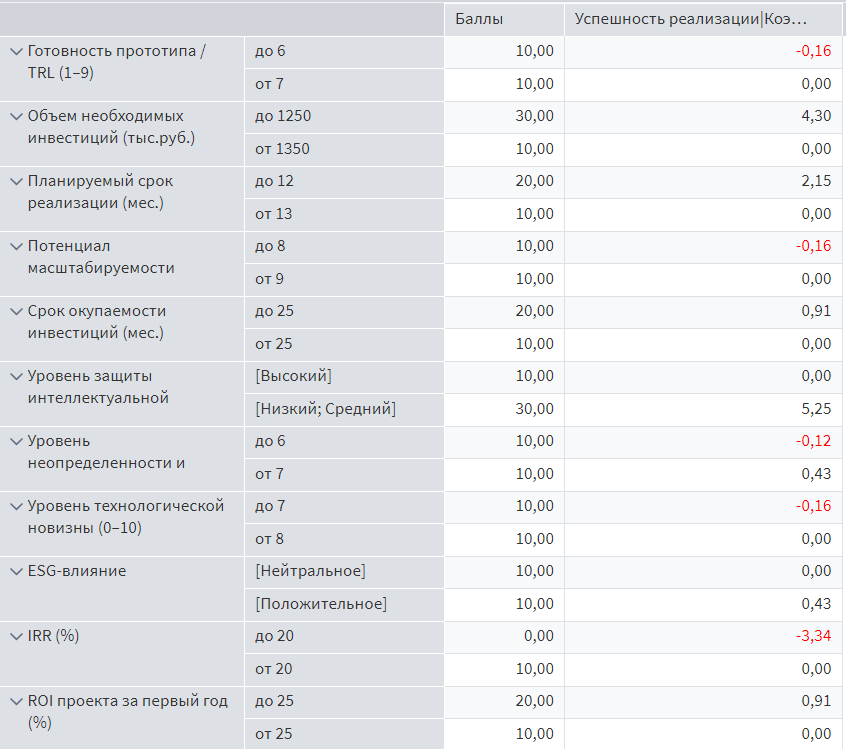 Баллы Успешность реализации|Коэ…
Готовность прототипа / до 6 10,00 -0,16
TRL (1–9) от 7 10,00 0,00
Объем необходимых до 1250 30,00 4,30
инвестиций (тыс.руб.) от 1350 10,00 0,00
Планируемый срок до 12 20,00 2,15
реализации (мес.) от 13 10,00 0,00
Потенциал до 8 10,00 -0,16
масштабируемости от 9 10,00 0,00
Срок окупаемости до 25 20,00 0,91
инвестиций (мес.) от 25 10,00 0,00
Уровень защиты [Высокий] 10,00 0,00
интеллектуальной [Низкий; Средний] 30,00 5,25
Уровень до 6 10,00 -0,12
неопределенности и от 7 10,00 0,43
Уровень технологической до 7 10,00 -0,16
новизны (0–10) от 8 10,00 0,00
ESG-влияние [Нейтральное] 10,00 0,00
[Положительное] 10,00 0,43
IRR (%) до 20 0,00 -3,34
от 20 10,00 0,00
ROI проекта за первый год до 25 20,00 0,91
(%) от 25 10,00 0,00